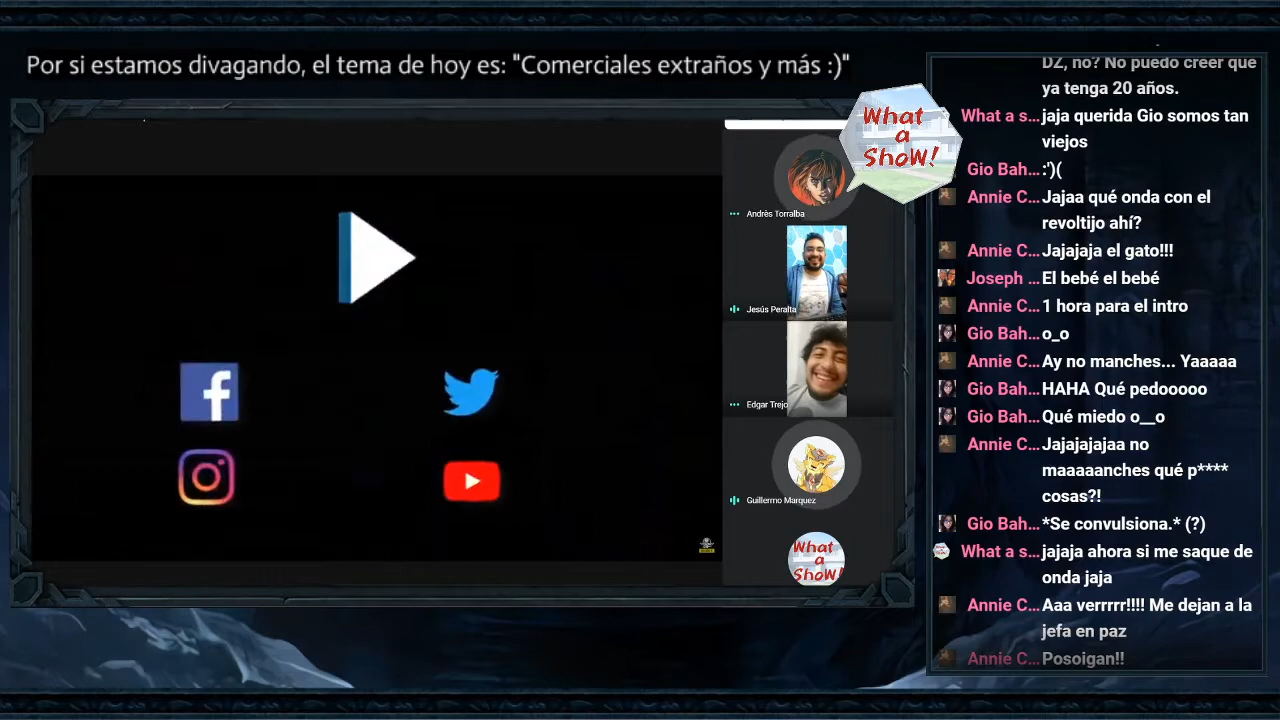 Por si estamos divagando, el tema de hoy es: "Comerciales extraños y más :)"
What
a
ShoW!
Andrès Torralba
Jesús Peralta
Edgar Trejo
Guillermo Marquez
What
a
ShoW!
DZ, no? No puedo creer que
ya tenga 20 años.
What a s... jaja querida Gio somos tan
viejos
Gio Bah... :')(
Annie C... Jajaa qué onda con el
revoltijo ahí?
Annie C... Jajajaja el gato!!!
Joseph ... El bebé el bebé
Annie C... 1 hora para el intro
Gio Bah... o_o
Annie C... Ay no manches... Yaaaaa
Gio Bah... HAHA Qué pedooooo
Gio Bah... Qué miedo o__o
Annie C... Jajajajajaa no
maaaaanches qué p****
cosas?!
Gio Bah... *Se convulsiona.* (?)
What a s... jajaja ahora si me saque de
onda jaja
Annie C... Aaa verrrrr!!!! Me dejan a la
jefa en paz
Annie C... Posoigan!!